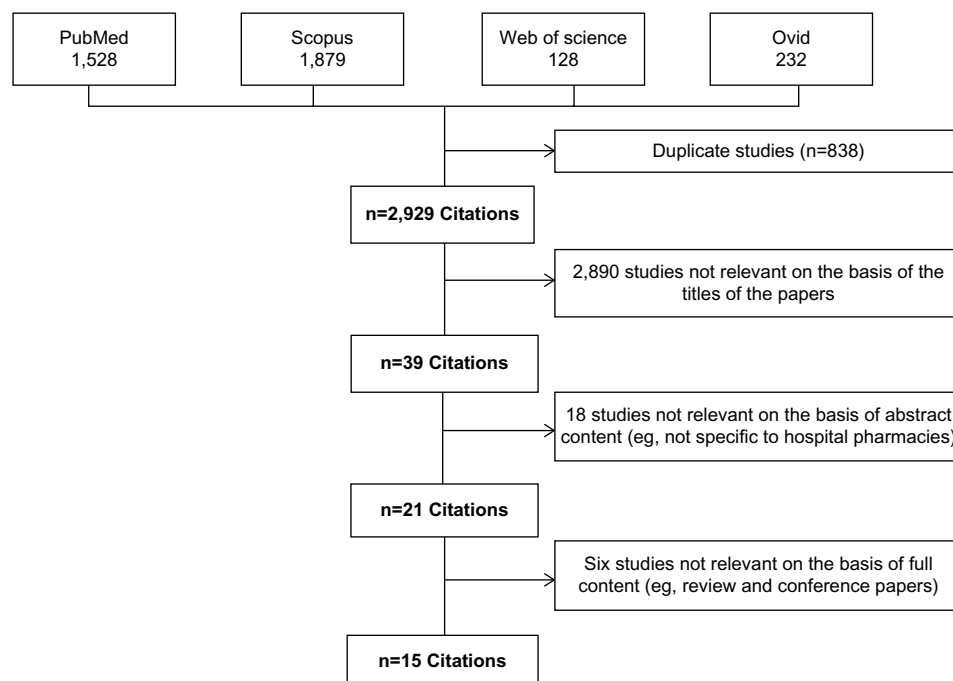 PubMed
1,528
Scopus
1,879
Web of science
128
Ovid
232
Duplicate studies (n=838)
n=2,929 Citations
2,890 studies not relevant on the basis of the
titles of the papers
n=39 Citations
18 studies not relevant on the basis of abstract
content (eg, not specific to hospital pharmacies)
n=21 Citations
Six studies not relevant on the basis of full
content (eg, review and conference papers)
n=15 Citations